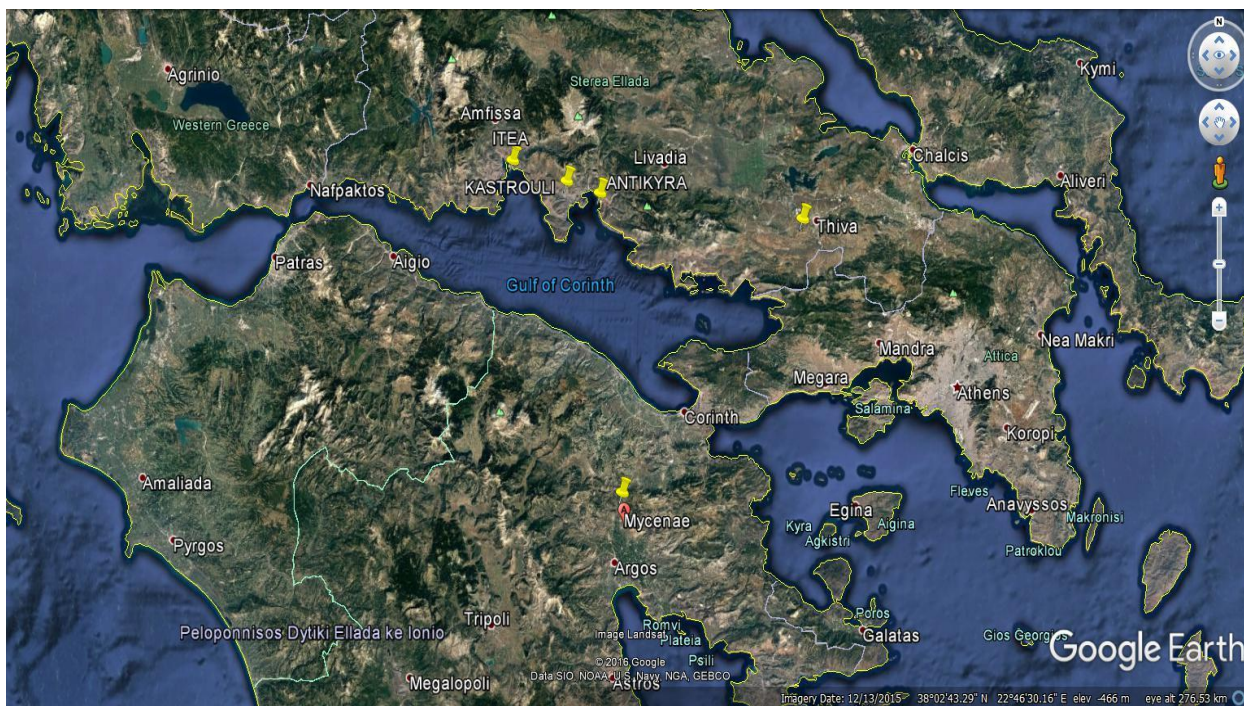 N
Kymi
Agrinio
Sterea Ellada
Amfissa
Western Greece
ITEA
Livadia
Chalcis
Aliveri
KASTROULI
ANTIKYRA
Nafpaktos
Thiva
Patras
Aigio
Gulf of Corinth
Nea Makri
Mandra
Attica
Megara
Athens
Salamina
Corinth
Koropi
Amaliada
Fleves
Anavyssos
Egina
Makronisi
Mycenae
Kyra
Aigina
Agkistri
Pyrgos
Patroklou
Argos
Poros
Tripoli
Romvi
Peloponnisos Dytiki Ellada ke Ionio
Image Landsat
Plateia
Galatas
Gios Georgios
Google Earth
Psili
© 2016 Google
Data SIO, NOAA, U.S. Navy, NGA, GEBCO
Megalopoli
Astros
Imagery Date: 12/13/2015 38°02'43.29" N 22°46'30.16" E elev -466 m eye alt 276.53 km